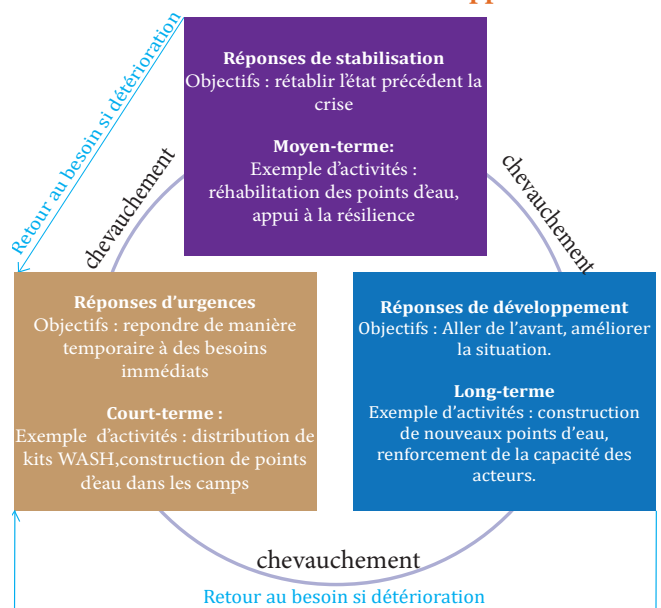 Réponses de stabilisation
Objectifs : rétablir l'état précédent la
crise
Moyen-terme:
Exemple d'activités :
réhabilitation des points d'eau,
appui à la résilience
Retour au besoin si détérioration
chevauchement
chevauchement
Réponses d'urgences
Objectifs : repondre de manière
temporaire à des besoins
immédiats
Court-terme :
Exemple d'activités : distribution de
kits WASH,construction de points
d'eau dans les camps
Réponses de développement
Objectifs : Aller de l'avant, améliorer
la situation.
Long-terme
Exemple d'activités : construction
de nouveaux points d'eau,
renforcement de la capacité des
acteurs.
chevauchement
Retour au besoin si détérioration